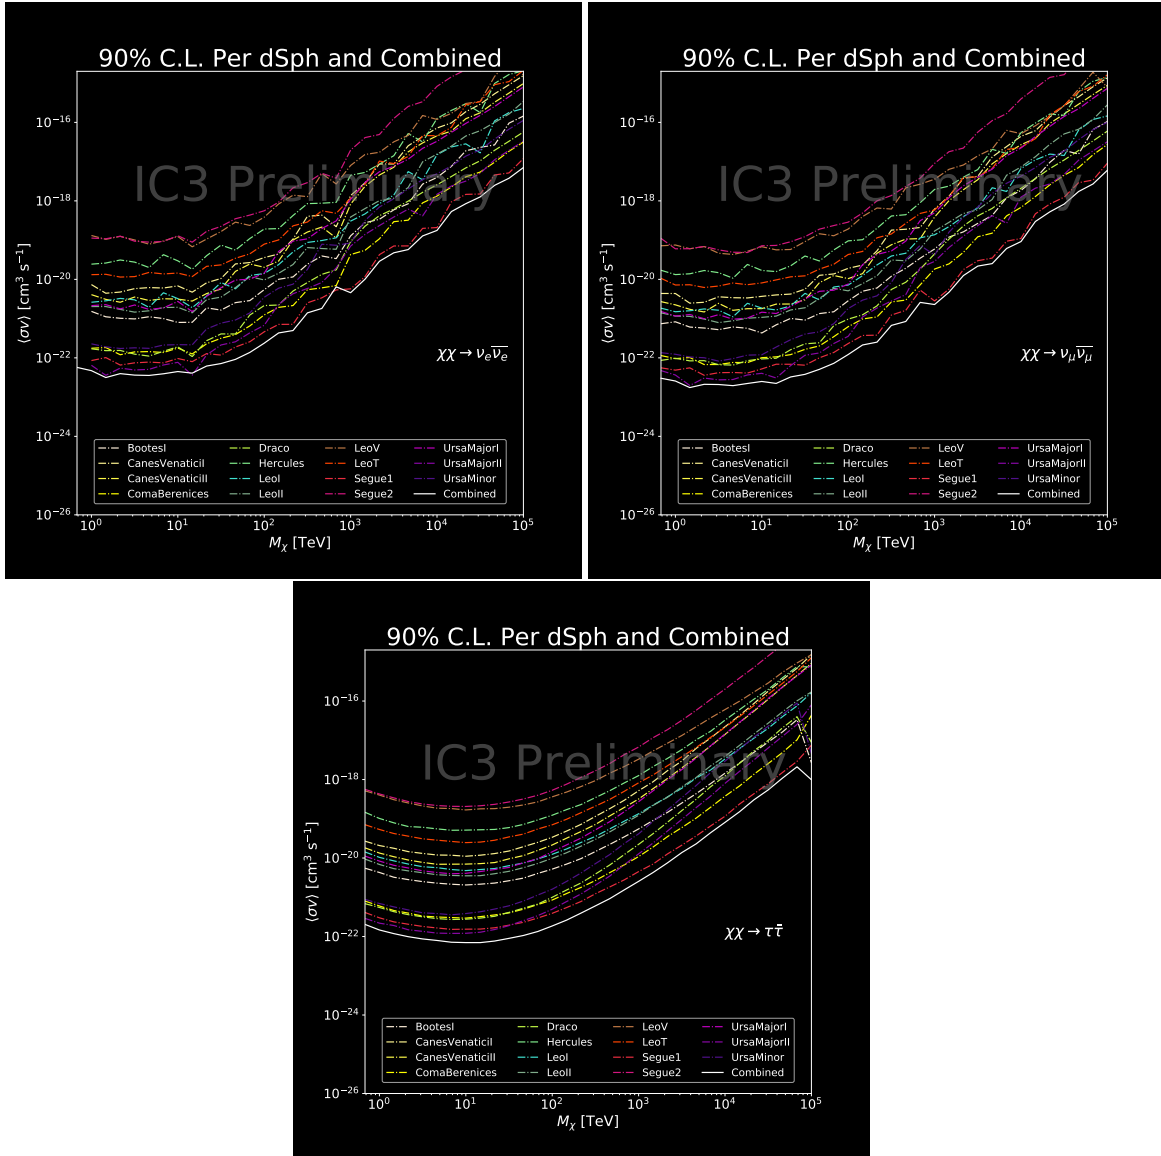 90% C.L. Per dSph and Combined
10⁻¹⁶
10⁻¹⁸
10⁻²⁰
10⁻²²
10⁻²⁴
10⁻²⁶
⟨σv⟩ [cm³ s⁻¹]
IC3 Preliminary
χχ → νₑν̅ₑ
BootesI Draco LeoV UrsaMajorI
CanesVenaticiI Hercules LeoT UrsaMajorII
CanesVenaticiII LeoI Segue1 UrsaMinor
ComaBerenices LeoII Segue2 Combined
10⁰ 10¹ 10² 10³ 10⁴ 10⁵
Mχ [TeV]
90% C.L. Per dSph and Combined
10⁻¹⁶
10⁻¹⁸
10⁻²⁰
10⁻²²
10⁻²⁴
10⁻²⁶
⟨σv⟩ [cm³ s⁻¹]
IC3 Preliminary
χχ → ν_μν̅_μ
BootesI Draco LeoV UrsaMajorI
CanesVenaticiI Hercules LeoT UrsaMajorII
CanesVenaticiII LeoI Segue1 UrsaMinor
ComaBerenices LeoII Segue2 Combined
10⁰ 10¹ 10² 10³ 10⁴ 10⁵
Mχ [TeV]
90% C.L. Per dSph and Combined
10⁻¹⁶
10⁻¹⁸
10⁻²⁰
10⁻²²
10⁻²⁴
10⁻²⁶
⟨σv⟩ [cm³ s⁻¹]
IC3 Preliminary
χχ → ττ̄
BootesI Draco LeoV UrsaMajorI
CanesVenaticiI Hercules LeoT UrsaMajorII
CanesVenaticiII LeoI Segue1 UrsaMinor
ComaBerenices LeoII Segue2 Combined
10⁰ 10¹ 10² 10³ 10⁴ 10⁵
Mχ [TeV]